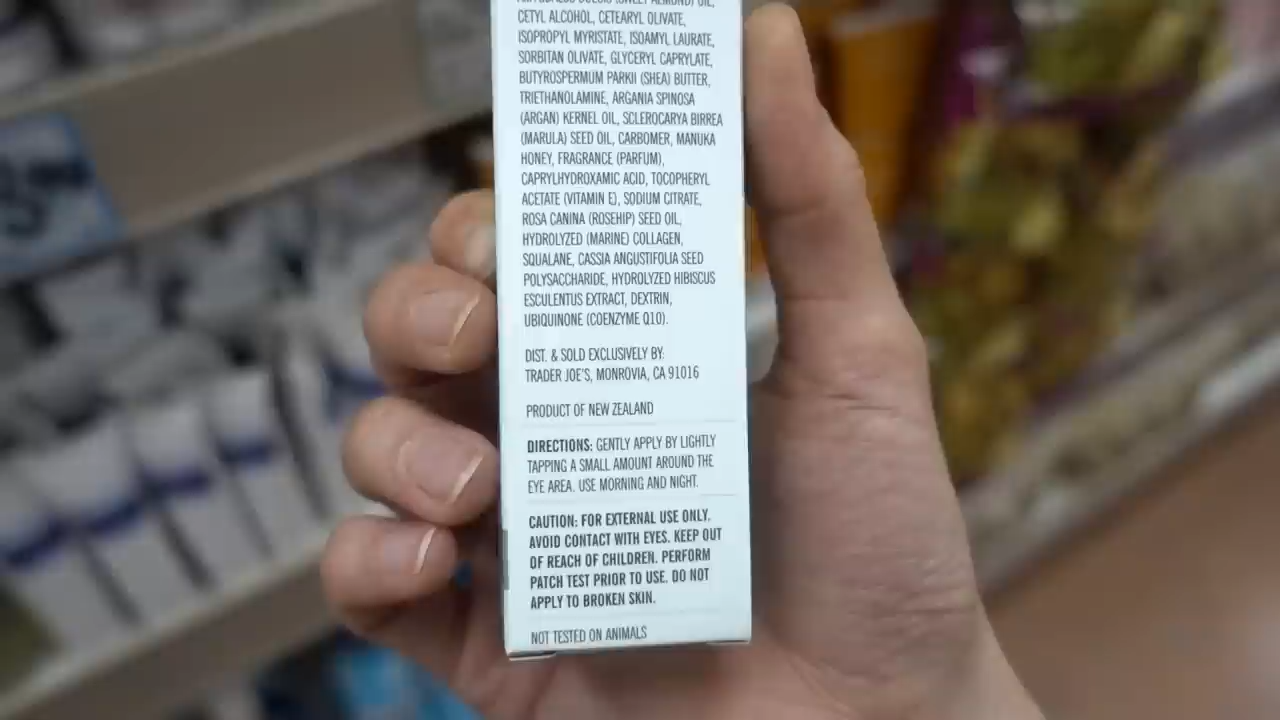 (SWEET ALMOND) OIL,
CETYL ALCOHOL, CETEARYL OLIVATE,
ISOPROPYL MYRISTATE, ISOAMYL LAURATE,
SORBITAN OLIVATE, GLYCERYL CAPRYLATE,
BUTYROSPERMUM PARKII (SHEA) BUTTER,
TRIETHANOLAMINE, ARGANIA SPINOSA
(ARGAN) KERNEL OIL, SCLEROCARYA BIRREA
(MARULA) SEED OIL, CARBOMER, MANUKA
HONEY, FRAGRANCE (PARFUM),
CAPRYLHYDROXAMIC ACID, TOCOPHERYL
ACETATE (VITAMIN E), SODIUM CITRATE,
ROSA CANINA (ROSEHIP) SEED OIL,
HYDROLYZED (MARINE) COLLAGEN,
SQUALANE, CASSIA ANGUSTIFOLIA SEED
POLYSACCHARIDE, HYDROLYZED HIBISCUS
ESCULENTUS EXTRACT, DEXTRIN,
UBIQUINONE (COENZYME Q10).
DIST. & SOLD EXCLUSIVELY BY:
TRADER JOE'S, MONROVIA, CA 91016
PRODUCT OF NEW ZEALAND
DIRECTIONS: GENTLY APPLY BY LIGHTLY
TAPPING A SMALL AMOUNT AROUND THE
EYE AREA. USE MORNING AND NIGHT.
CAUTION: FOR EXTERNAL USE ONLY.
AVOID CONTACT WITH EYES. KEEP OUT
OF REACH OF CHILDREN. PERFORM
PATCH TEST PRIOR TO USE. DO NOT
APPLY TO BROKEN SKIN.
NOT TESTED ON ANIMALS